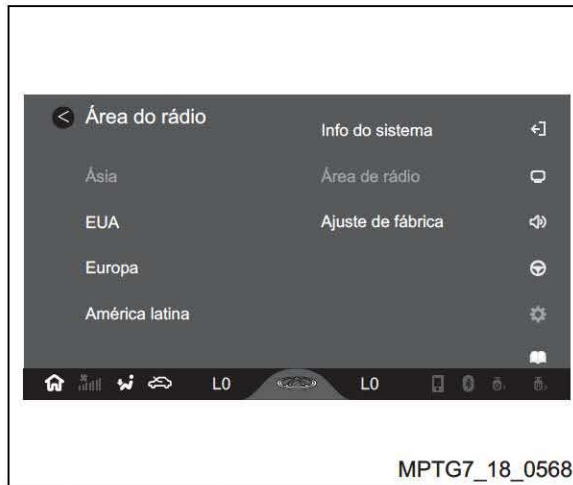 Área do rádio
Ásia
EUA
Europa
América latina
Info do sistema
Área de rádio
Ajuste de fábrica
L0
L0
MPTG7_18_0568